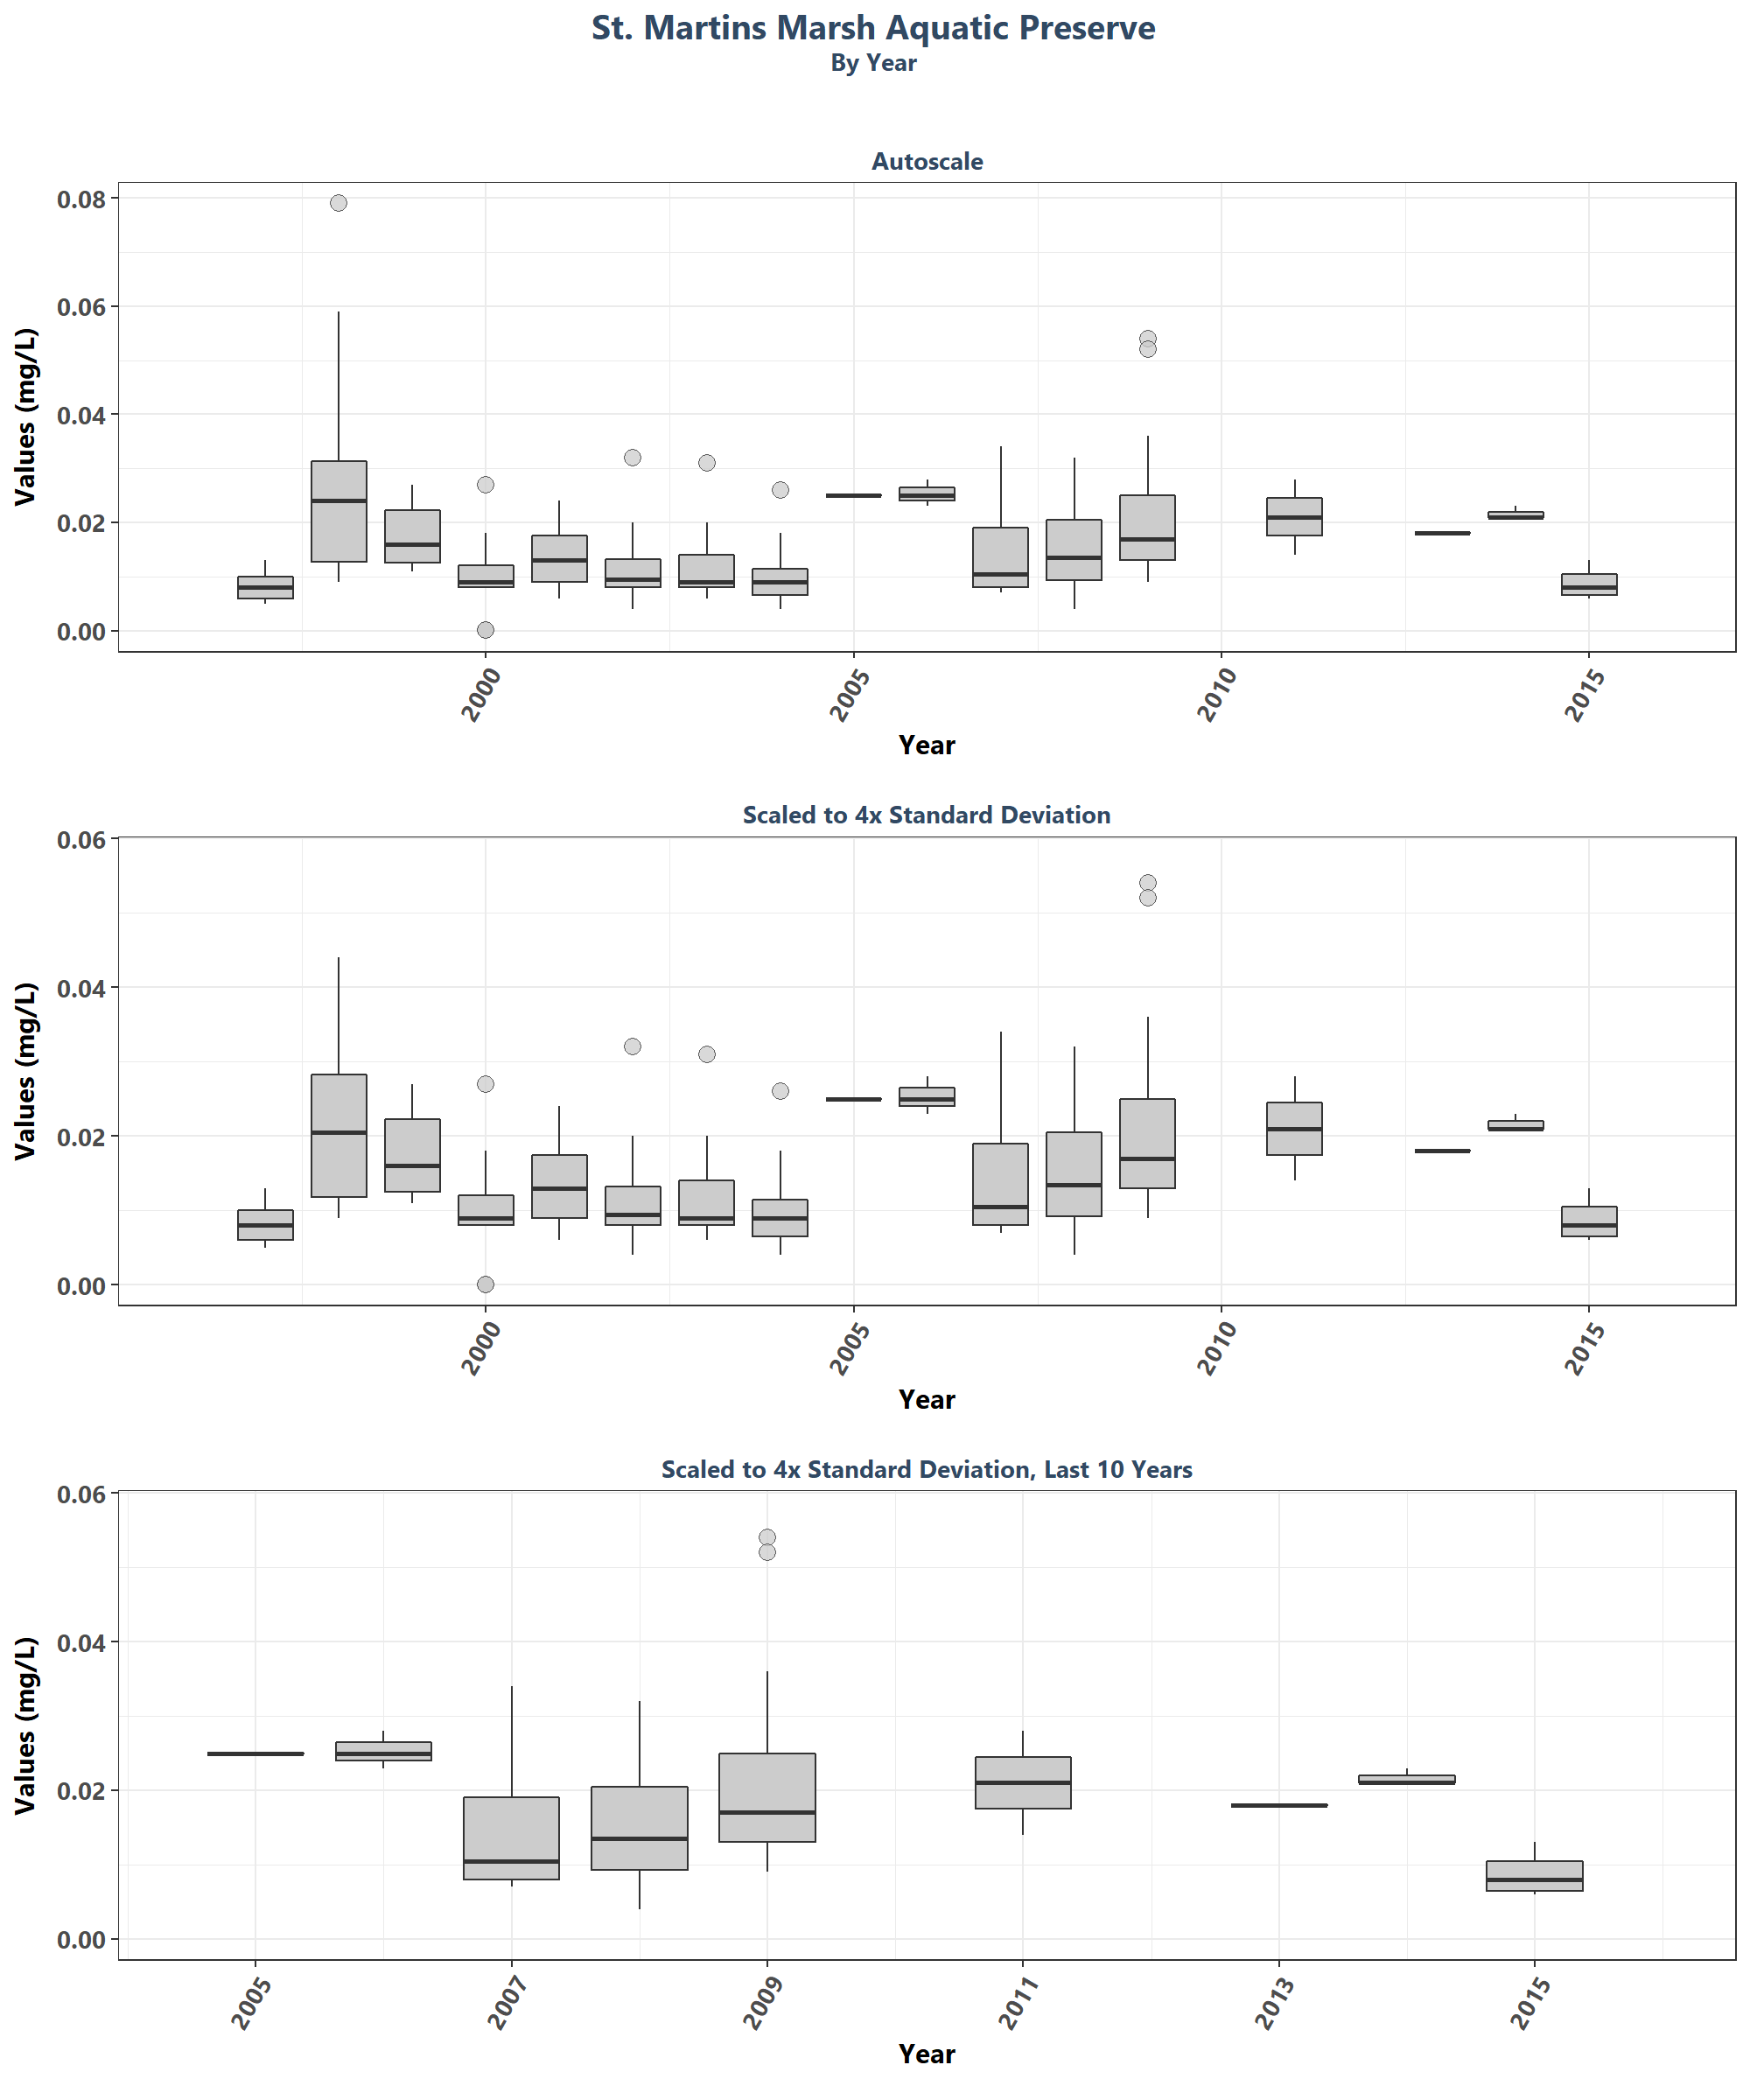 St. Martins Marsh Aquatic Preserve
By Year
Autoscale
Values (mg/L)
0.08
0.06
0.04
0.02
0.00
2000 2005 2010 2015
Year
Scaled to 4x Standard Deviation
Values (mg/L)
0.06
0.04
0.02
0.00
2000 2005 2010 2015
Year
Scaled to 4x Standard Deviation, Last 10 Years
Values (mg/L)
0.06
0.04
0.02
0.00
2005 2007 2009 2011 2013 2015
Year